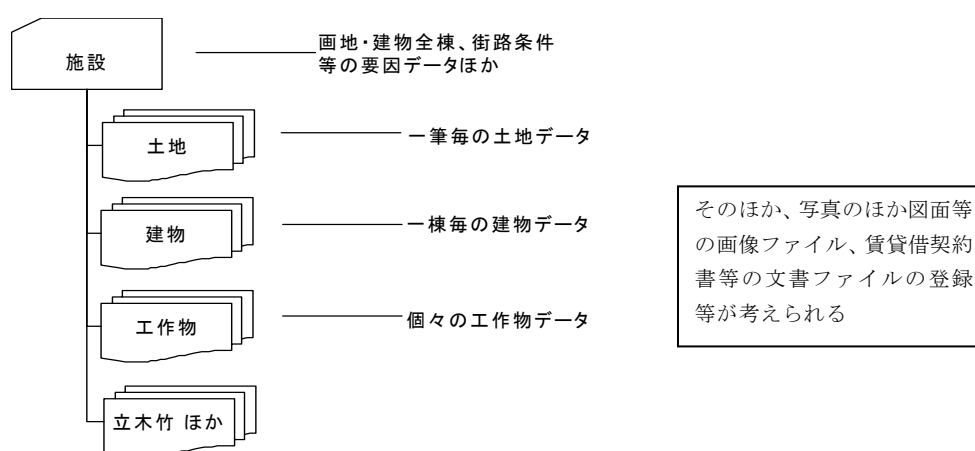 施設
画地・建物全棟、街路条件
等の要因データほか
土地
一筆毎の土地データ
建物
一棟毎の建物データ
工作物
個々の工作物データ
立木竹 ほか
そのほか、写真のほか図面等
の画像ファイル、賃貸借契約
書等の文書ファイルの登録
等が考えられる